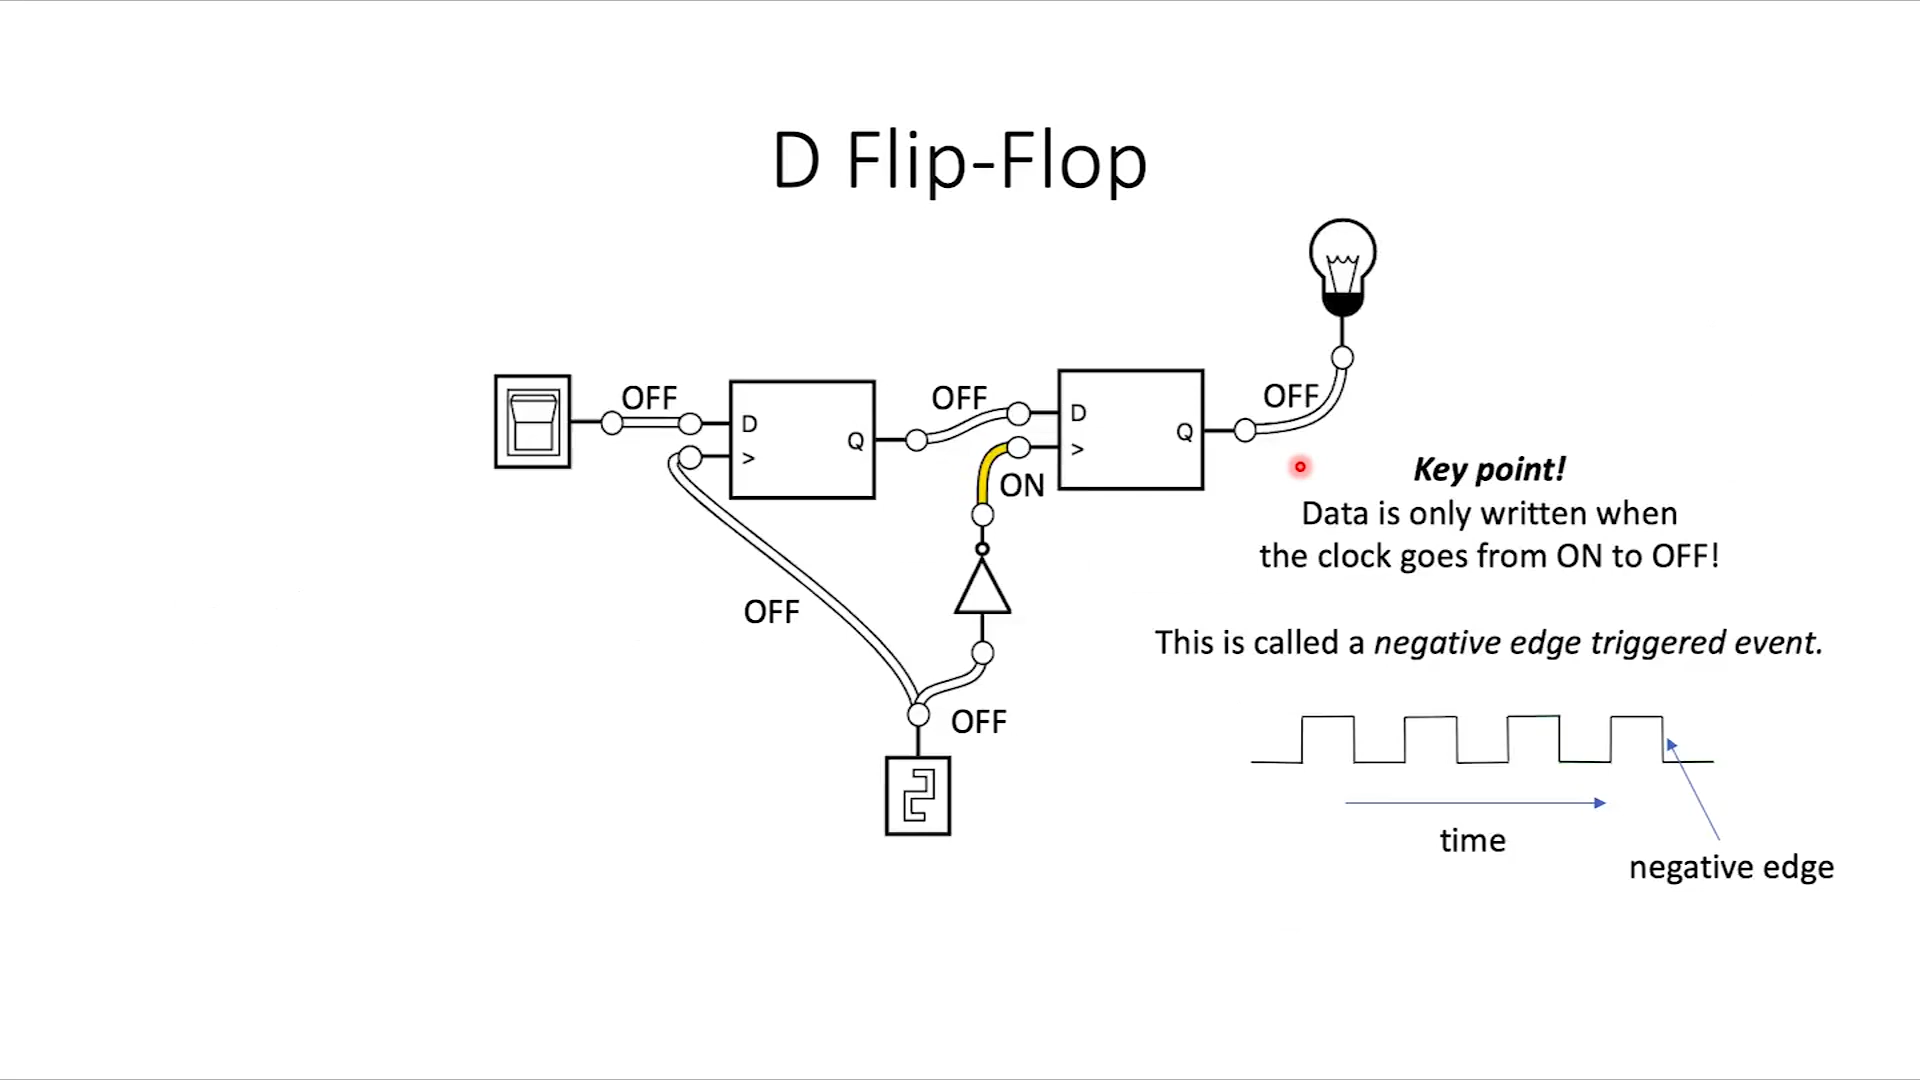 D Flip-Flop
OFF
OFF
OFF
D
>
Q
D
>
Q
ON
OFF
OFF
Key point!
Data is only written when
the clock goes from ON to OFF!
This is called a negative edge triggered event.
time
negative edge